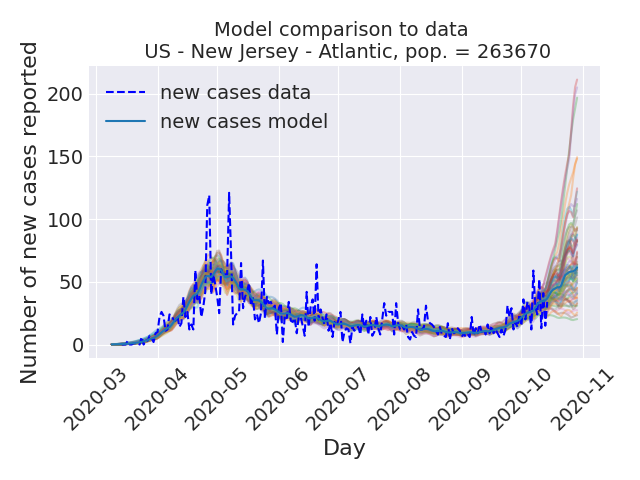 Model comparison to data
US - New Jersey - Atlantic, pop. = 263670
Number of new cases reported
200
150
100
50
0
new cases data
new cases model
2020-03
2020-04
2020-05
2020-06
2020-07
2020-08
2020-09
2020-10
2020-11
Day